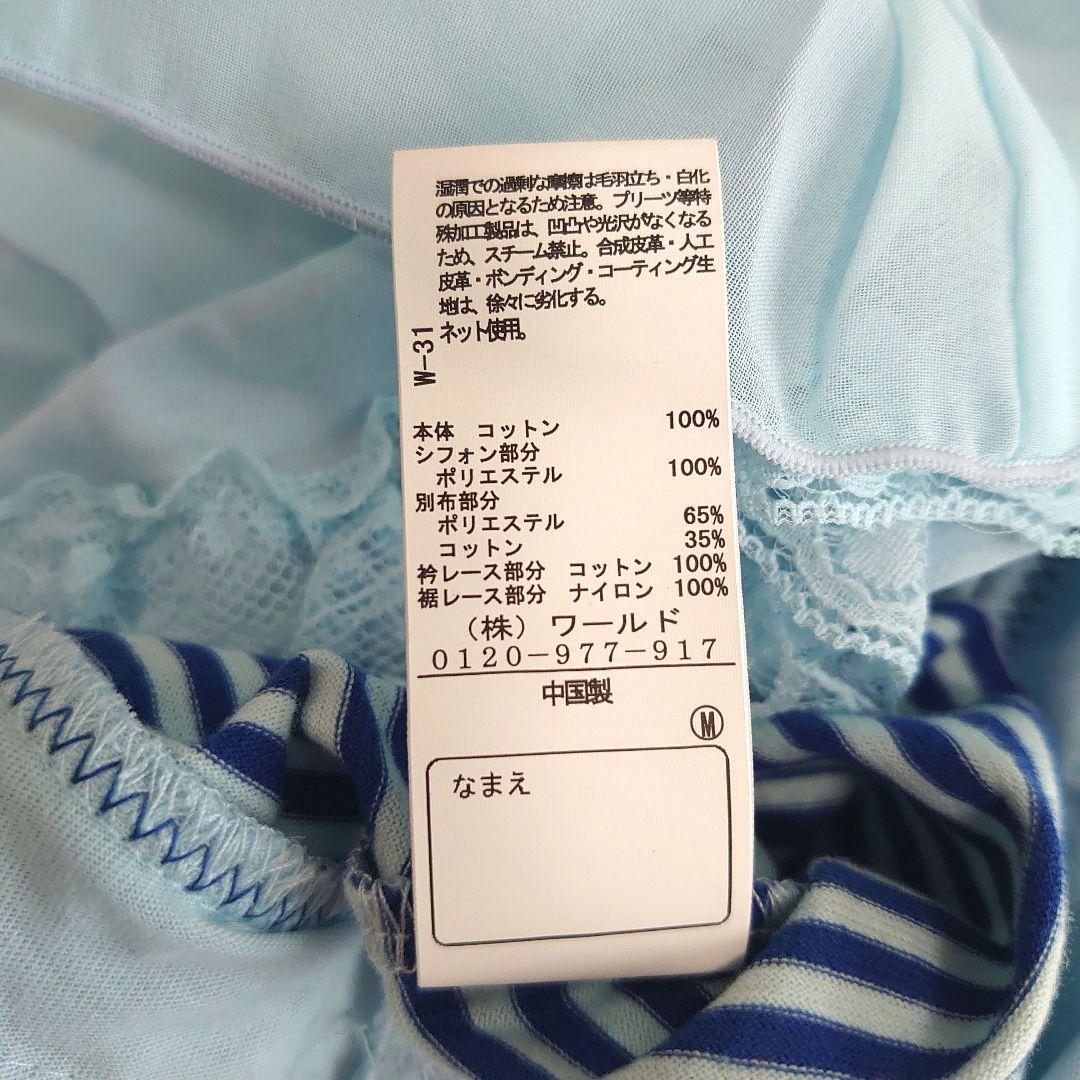 湿潤での過剰な摩擦は毛羽立ち・白化
の原因となるため注意。プリーツ等特
殊加工製品は、凹凸や光沢がなくなる
ため、スチーム禁止。合成皮革・人工
皮革・ボンディング・コーティング生
地は、徐々に劣化する。
ネット使用。
W-31
本体 コットン 100%
シフォン部分
ポリエステル 100%
別布部分
ポリエステル 65%
コットン 35%
衿レース部分 コットン 100%
裾レース部分 ナイロン 100%
(株)ワールド
0120-977-917
中国製
M
なまえ